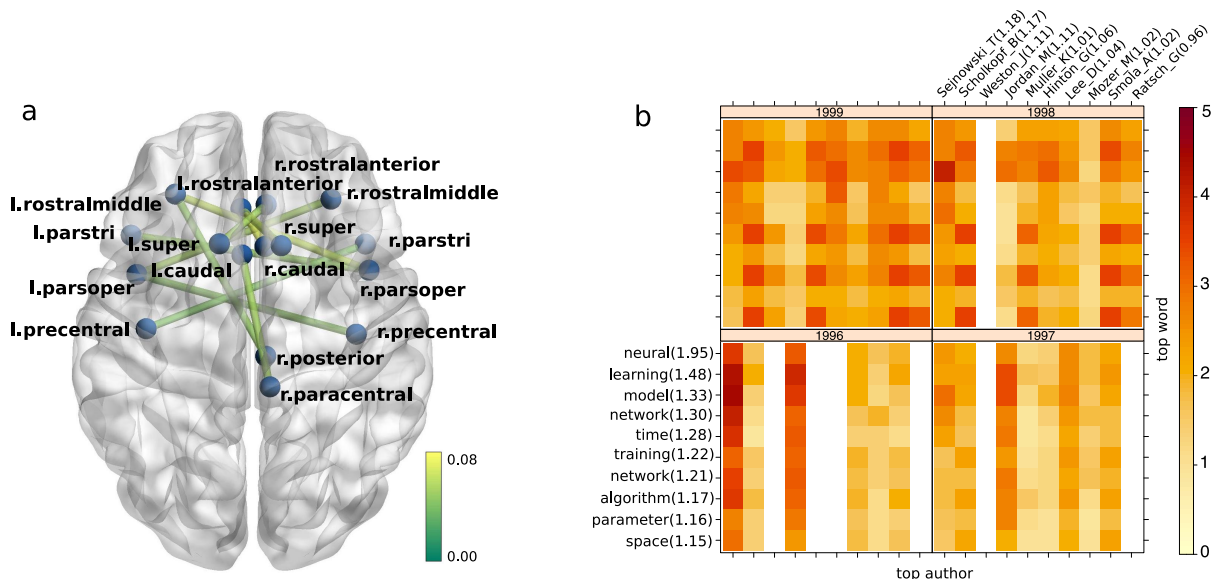 a
r.rostralanterior
l.rostralanterior
r.rostralmiddle
l.rostralmiddle
r.super
l.parstri
l.super
r.parstri
l.caudal
r.caudal
l.parsoper
r.parsoper
l.precentral
r.precentral
r.posterior
r.paracentral
0.08
0.00
b
Sejnowski_T(1.18)
Scholkopf_B(1.17)
Weston_J(1.11)
Jordan_M(1.11)
Muller_K(1.01)
Hinton_G(1.06)
Lee_D(1.04)
Mozer_M(1.02)
Smola_A(1.02)
Ratsch_G(0.96)
1999
1998
1996
1997
neural(1.95)
learning(1.48)
model(1.33)
network(1.30)
time(1.28)
training(1.22)
network(1.21)
algorithm(1.17)
parameter(1.16)
space(1.15)
top author
top word
5
4
3
2
1
0